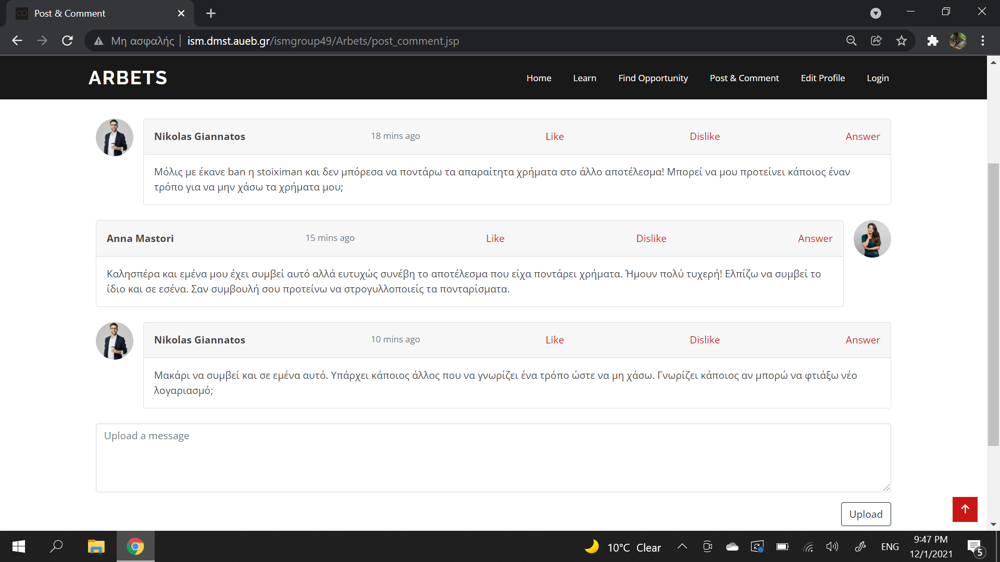 Post & Comment
Μη ασφαλής | ism.dmst.aueb.gr/ismgroup49/Arbets/post_comment.jsp
ARBETS
Home Learn Find Opportunity Post & Comment Edit Profile Login
Nikolas Giannatos 18 mins ago Like Dislike Answer
Μόλις με έκανε ban η stoiximan και δεν μπόρεσα να ποντάρω τα απαραίτητα χρήματα στο άλλο αποτέλεσμα! Μπορεί να μου προτείνει κάποιος έναν
τρόπο για να μην χάσω τα χρήματα μου;
Anna Mastori 15 mins ago Like Dislike Answer
Καλησπέρα και εμένα μου έχει συμβεί αυτό αλλά ευτυχώς συνέβη το αποτέλεσμα που είχα ποντάρει χρήματα. Ήμουν πολύ τυχερή! Ελπίζω να συμβεί το
ίδιο και σε εσένα. Σαν συμβουλή σου προτείνω να στρογυλλοποιείς τα πονταρίσματα.
Nikolas Giannatos 10 mins ago Like Dislike Answer
Μακάρι να συμβεί και σε εμένα αυτό. Υπάρχει κάποιος άλλος που να γνωρίζει ένα τρόπο ώστε να μη χάσω. Γνωρίζει κάποιος αν μπορώ να φτιάξω νέο
λογαριασμό;
Upload a message
Upload
10°C Clear ENG 9:47 PM
12/1/2021 5